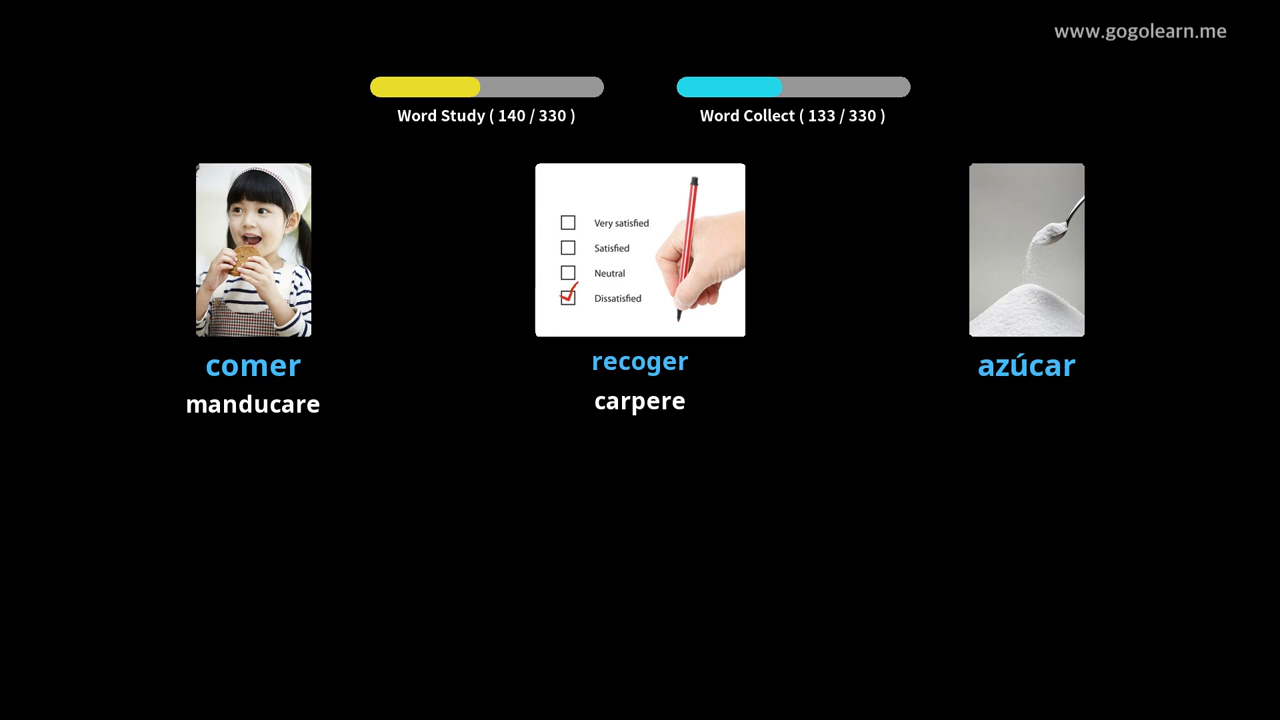 www.gogolearn.me
Word Study ( 140 / 330 )
Word Collect ( 133 / 330 )
Very satisfied
Satisfied
Neutral
Dissatisfied
comer
manducare
recoger
carpere
azúcar